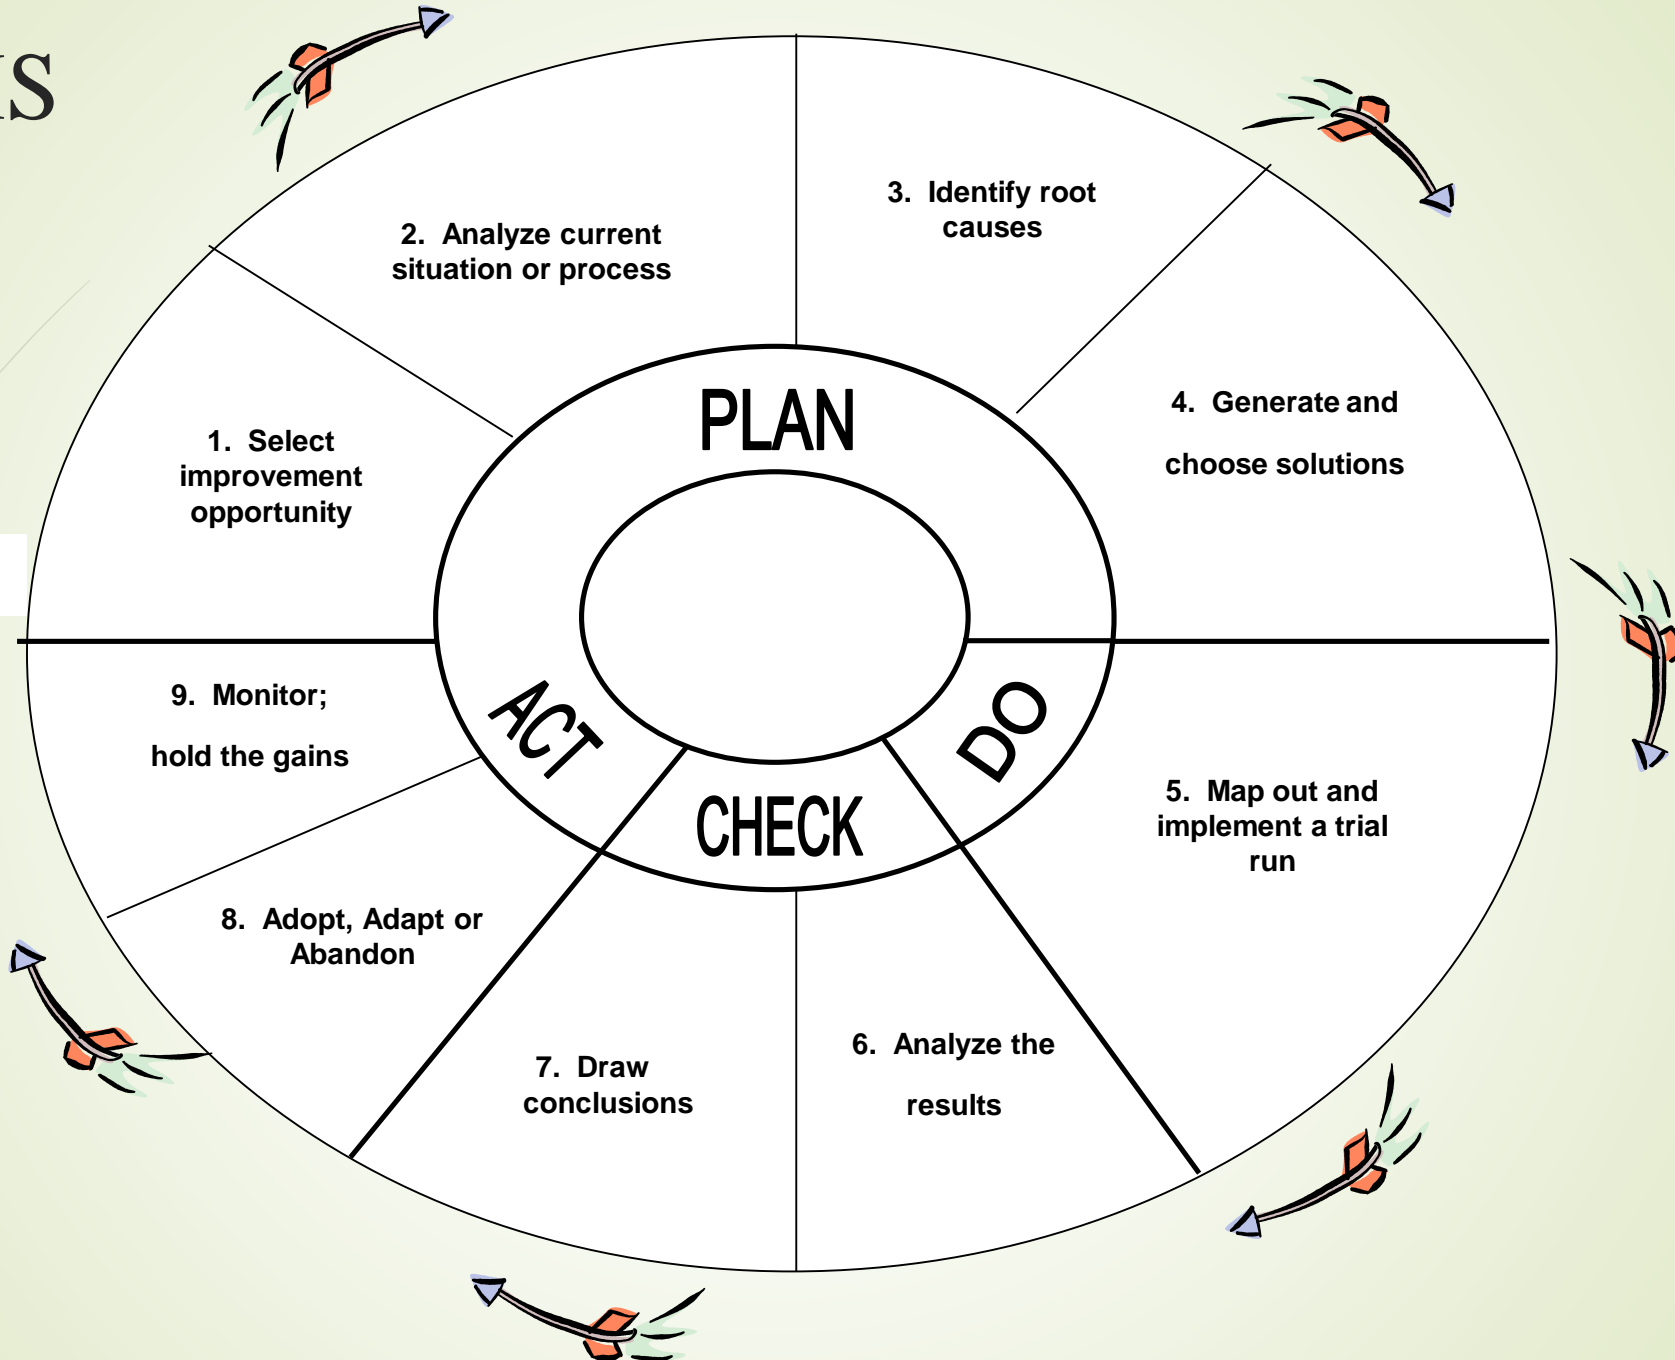 1. Select
improvement
opportunity
2. Analyze current
situation or process
3. Identify root
causes
4. Generate and
choose solutions
5. Map out and
implement a trial
run
6. Analyze the
results
7. Draw
conclusions
8. Adopt, Adapt or
Abandon
9. Monitor;
hold the gains
PLAN
DO
CHECK
ACT